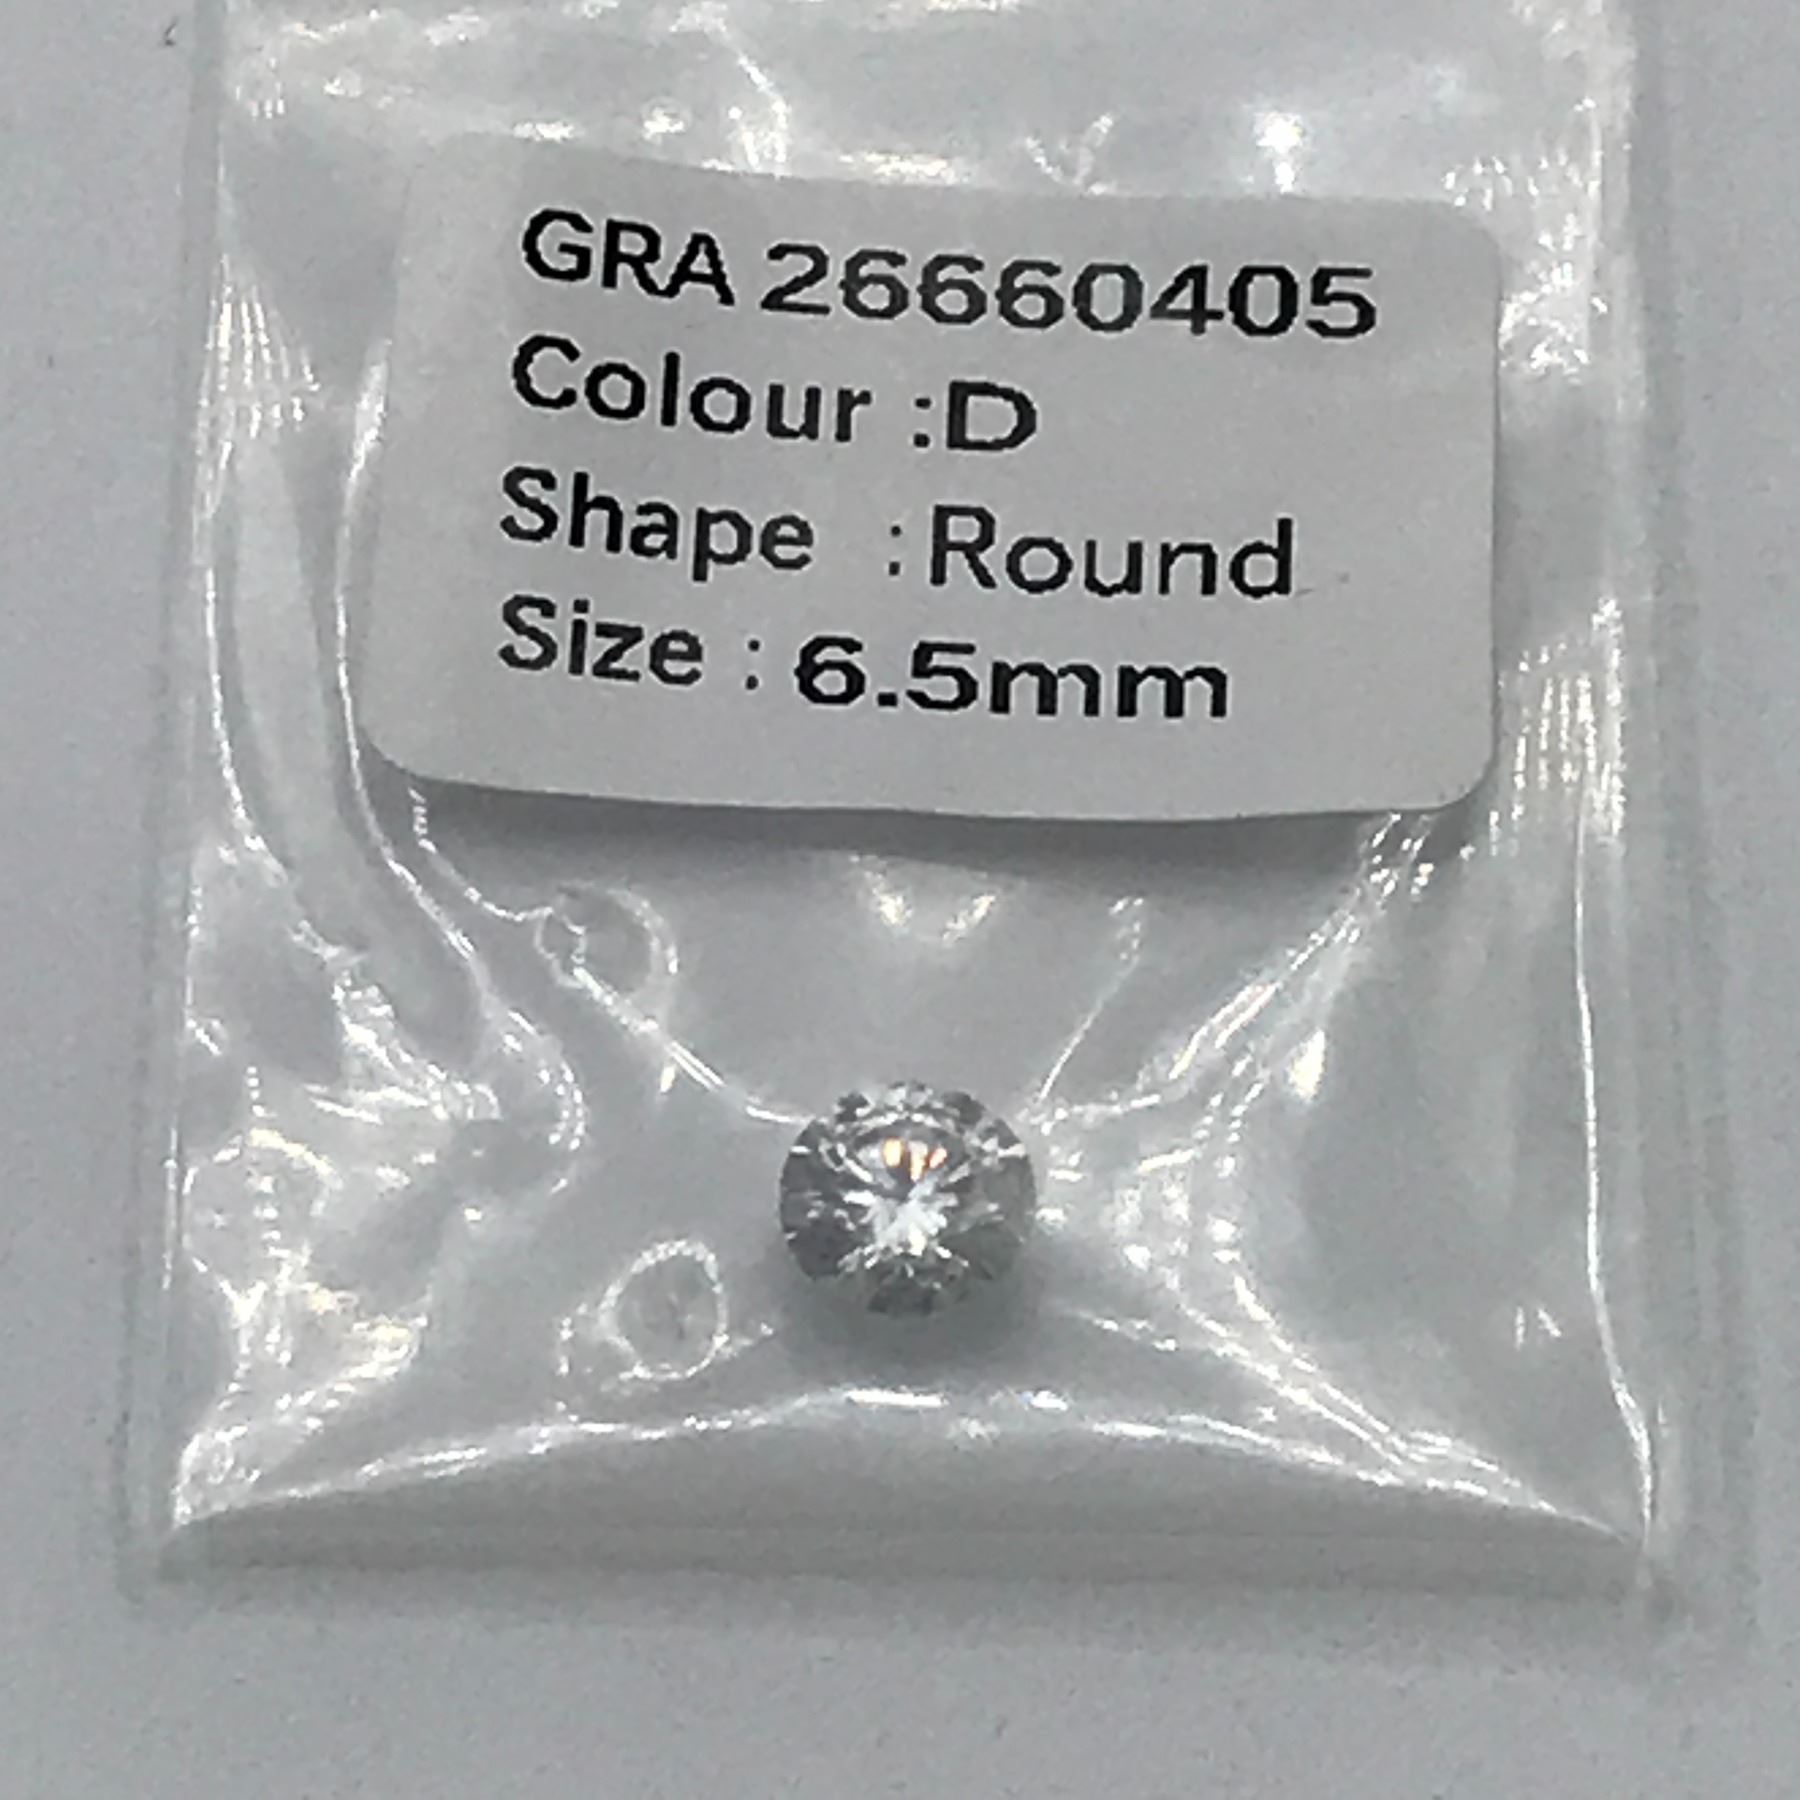 GRA 26660405
Colour :D
Shape :Round
Size : 6.5mm